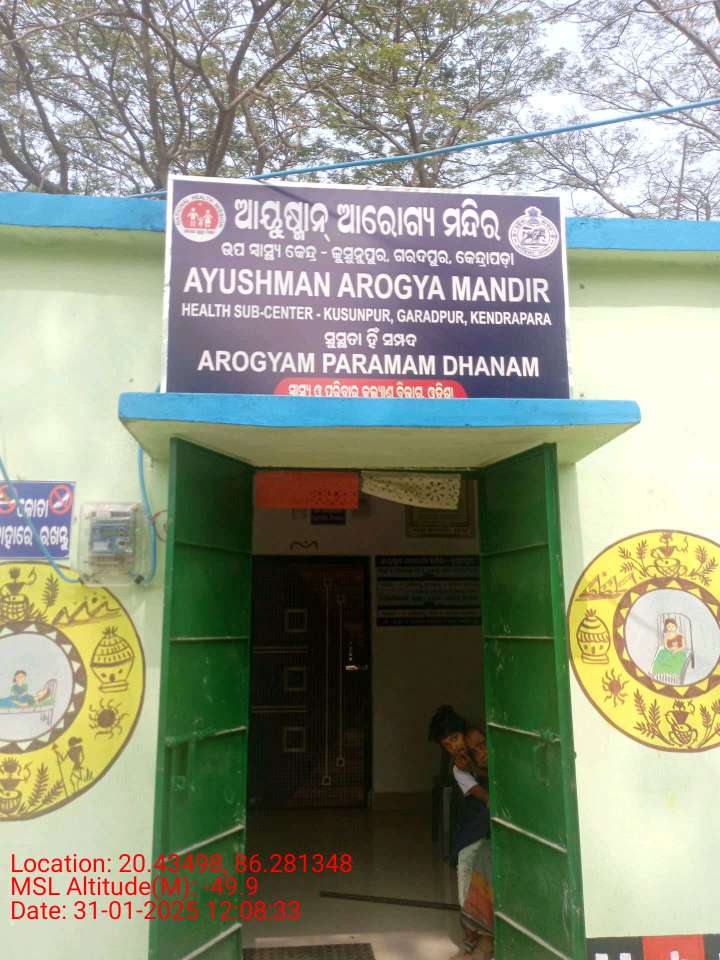 ଆୟୁଷ୍ମାନ୍ ଆରୋଗ୍ୟ ମନ୍ଦିର
ଉପ ସ୍ୱାସ୍ଥ୍ୟ କେନ୍ଦ୍ର - କୁସୁନୁପୁର, ଗରଦପୁର, କେନ୍ଦ୍ରାପଡ଼ା
AYUSHMAN AROGYA MANDIR
HEALTH SUB-CENTER - KUSUNPUR, GARADPUR, KENDRAPARA
ସୁସ୍ଥତା ହିଁ ସମ୍ପଦ
AROGYAM PARAMAM DHANAM
ସ୍ୱାସ୍ଥ୍ୟ ଓ ପରିବାର କଲ୍ୟାଣ ବିଭାଗ, ଓଡ଼ିଶା
ରଖନ୍ତୁ
Location: 20.43498, 86.281348
MSL Altitude(M): -49.9
Date: 31-01-2025 12:08:33